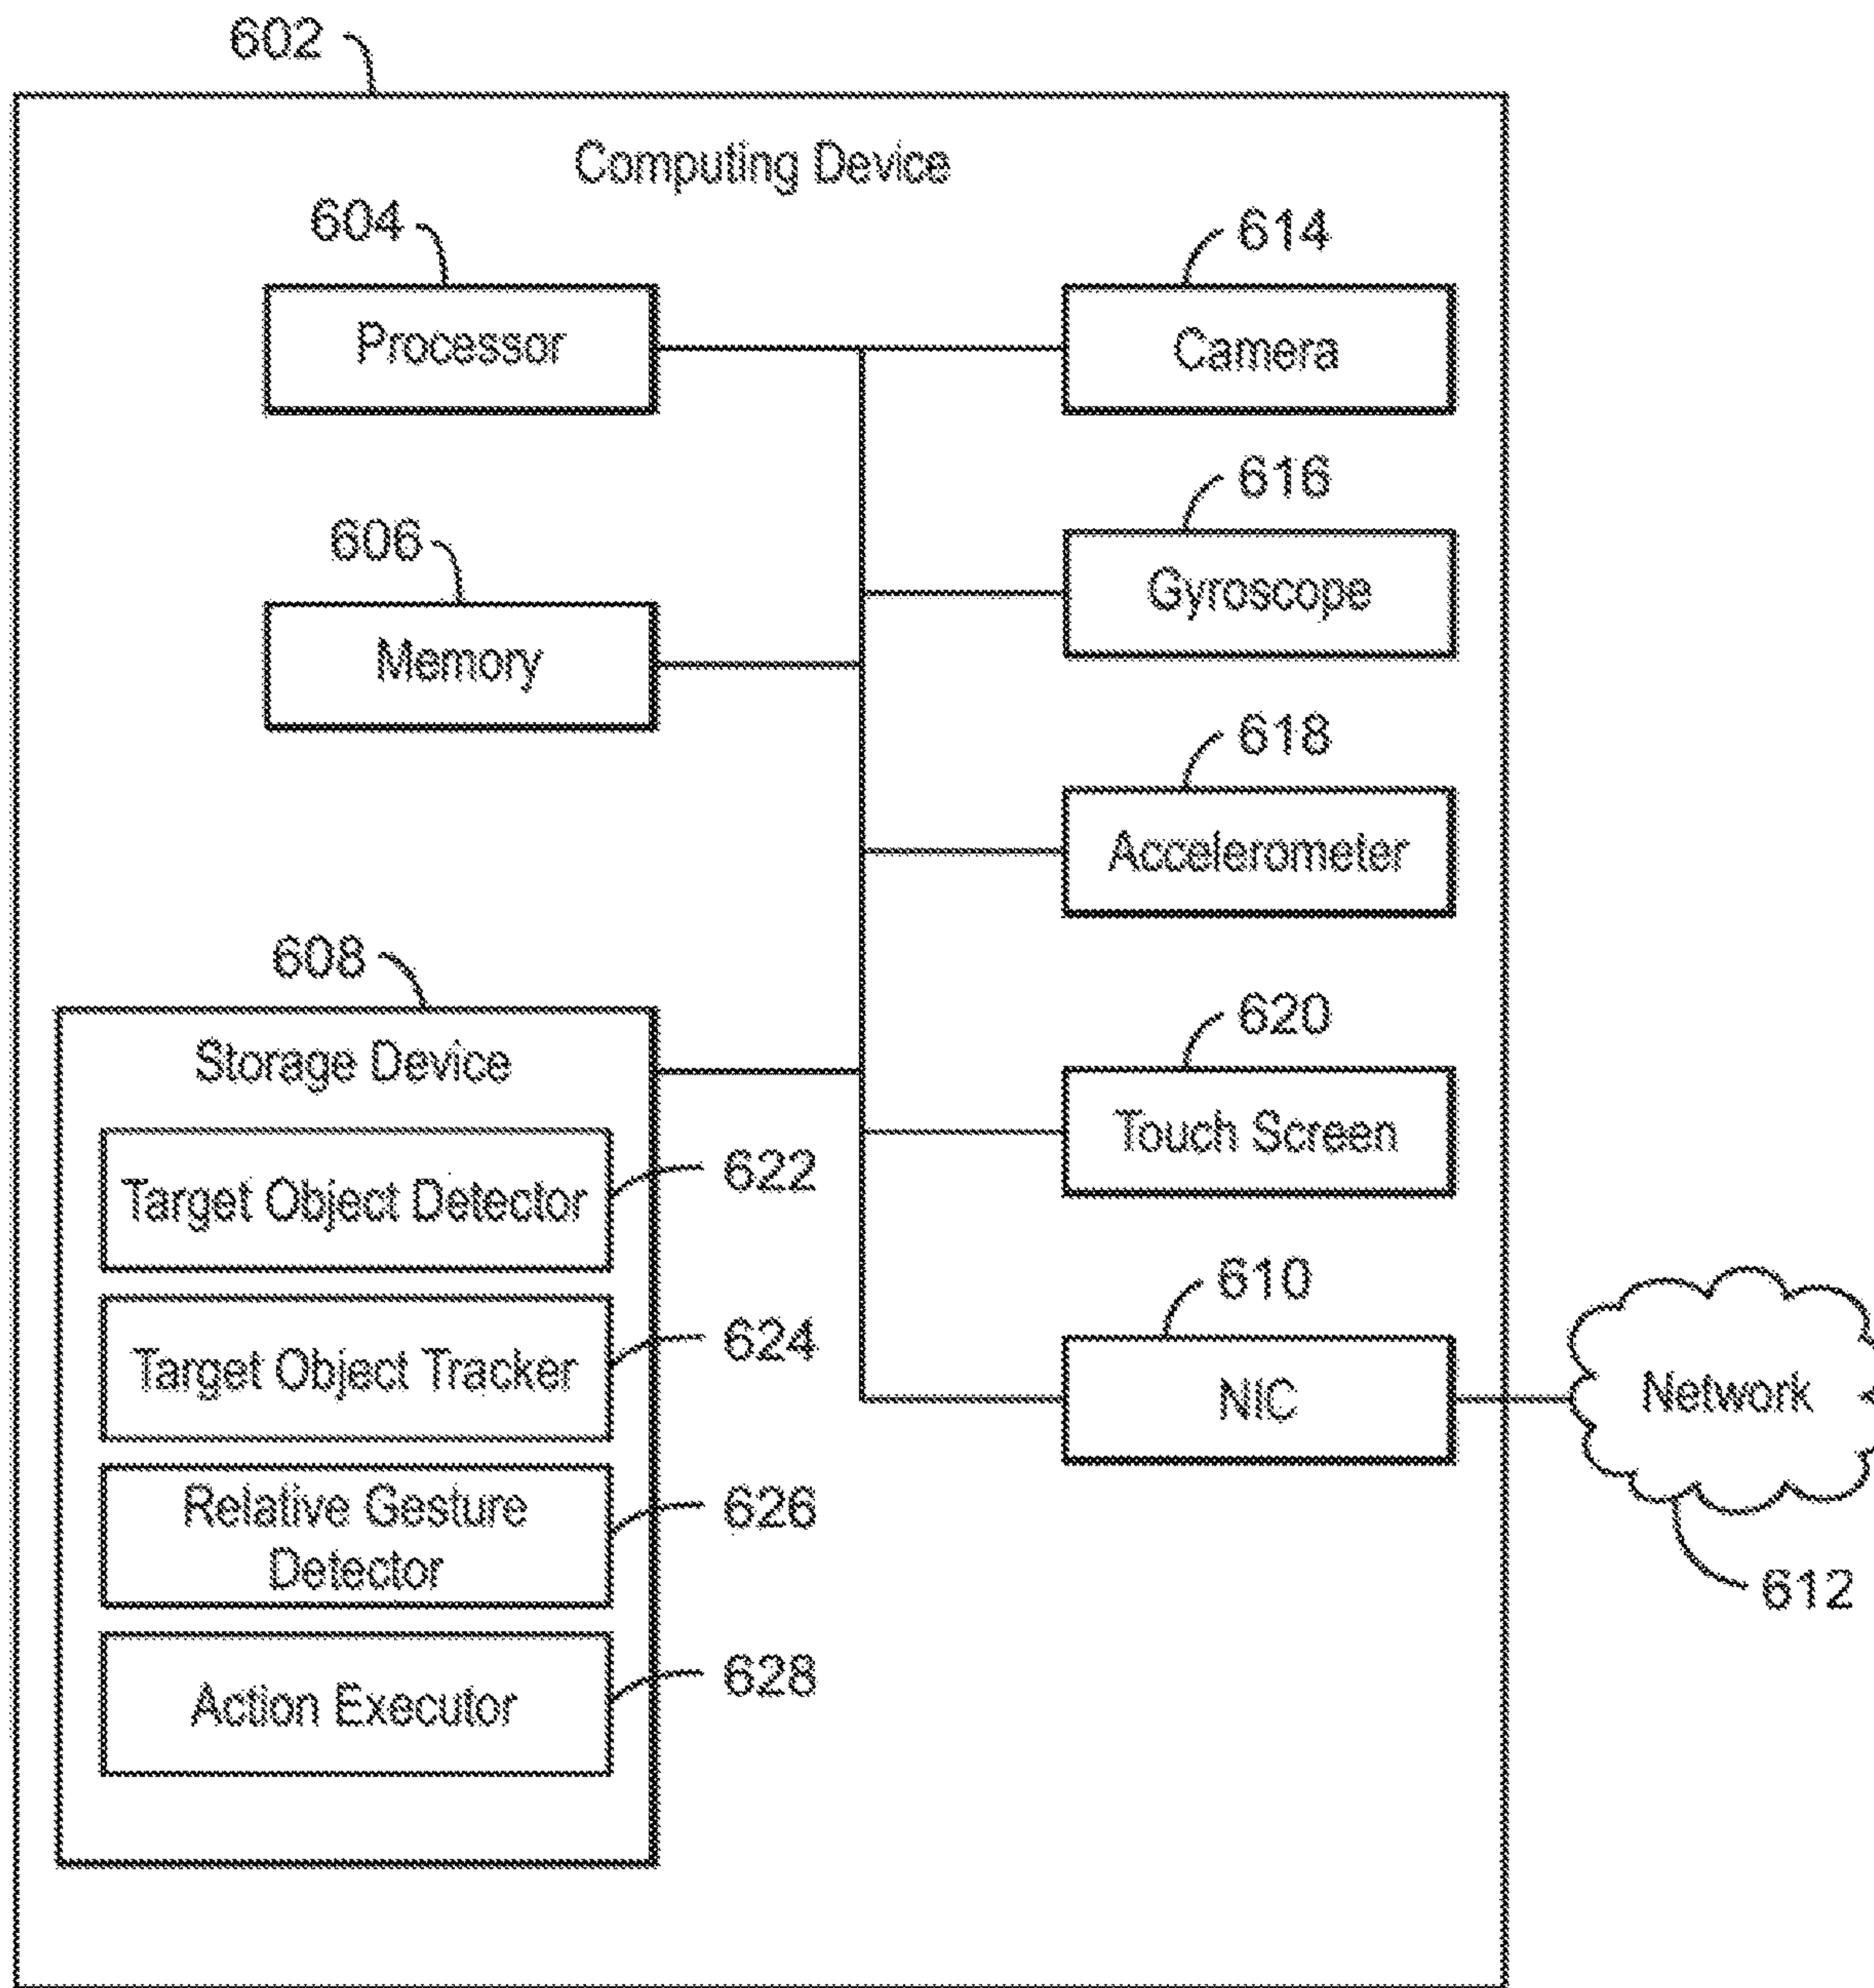 602
Computing Device
604
614
Processor
Camera
616
606
Gyroscope
Memory
618
Accelerometer
608
620
Storage Device
Touch Screen
622
Target Object Detector
610
624
NIC
Network
Target Object Tracker
626
Relative Gesture
Detector
612
628
Action Executor